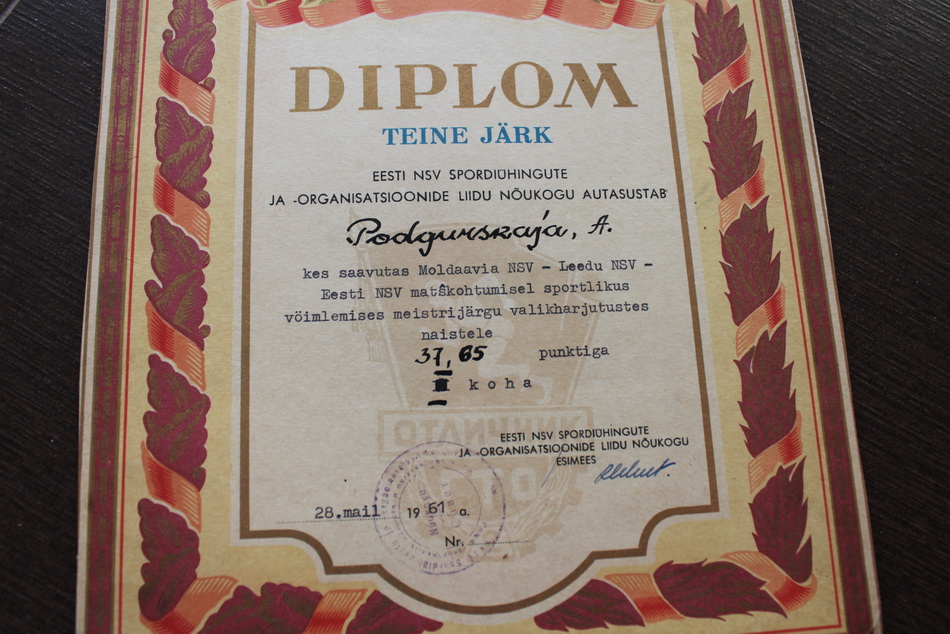 DIPLOM
TEINE JÄRK
EESTI NSV SPORDIÜHINGUTE
JA -ORGANISATSIOONIDE LIIDU NÕUKOGU AUTASUSTAB
Podgurskaja, A.
kes saavutas Moldaavia NSV - Leedu NSV -
Eesti NSV matškohtumisel sportlikus
võimlemises meistrijärgu valikharjutustes
naistele
37,65 punktiga
II koha
EESTI NSV SPORDIÜHINGUTE
JA -ORGANISATSIOONIDE LIIDU NÕUKOGU
ESIMEES
28.mail 1961 a.
Nr.